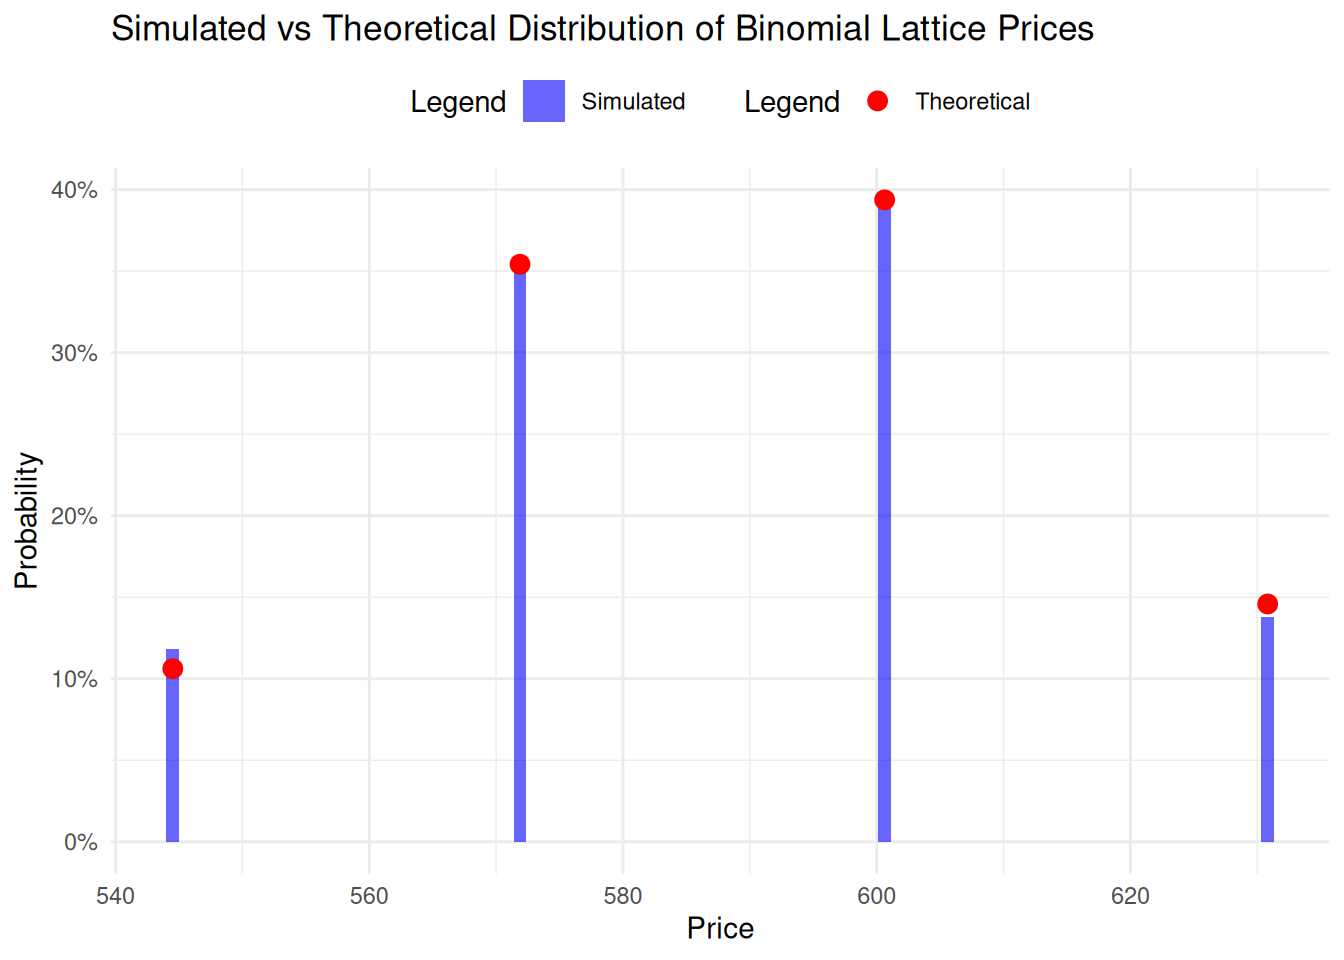 Simulated vs Theoretical Distribution of Binomial Lattice Prices
Legend Simulated Legend Theoretical
40%
30%
20%
10%
0%
Probability
540 560 580 600 620
Price